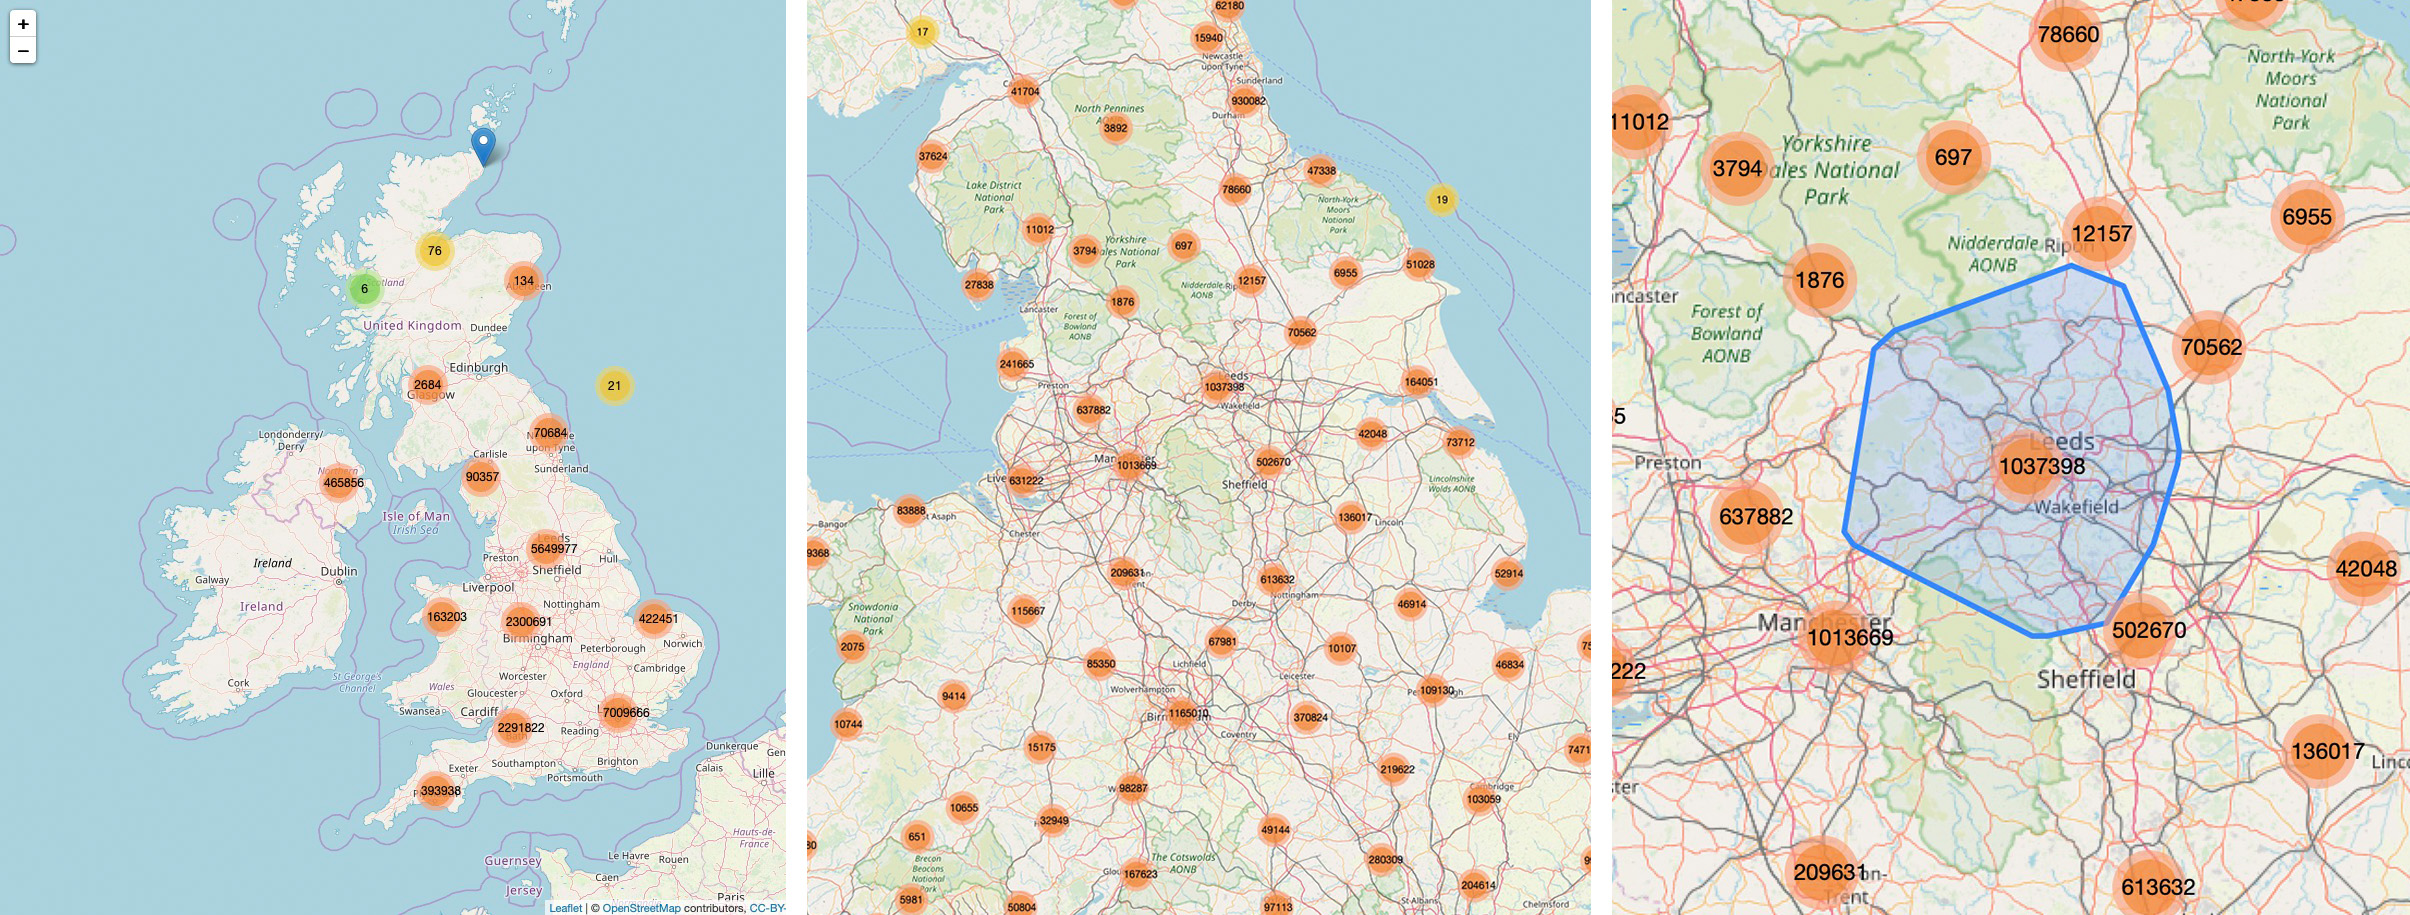 +
−
76
6
134
United Kingdom
Dundee
Edinburgh
2684
Glasgow
21
70684
Londonderry/
Derry
Carlisle
Sunderland
465856
90357
Isle of Man
Irish Sea
Leeds
5649977
Preston
Hull
Sheffield
Ireland
Galway
Dublin
Liverpool
Ireland
Nottingham
163203
2300691
422451
Birmingham
Norwich
Peterborough
England
Cambridge
Cork
St George's
Channel
Wales
Worcester
Gloucester
Oxford
Swansea
Cardiff
7009666
2291822
Reading
Bath
Dunkerque
Gen
Exeter
Southampton
Brighton
Calais
Lille
Portsmouth
393938
Hauts-de-
France
Guernsey
Le Havre
Rouen
Caen
Jersey
Paris
Leaflet | © OpenStreetMap contributors, CC-BY-
62180
17
15940
Newcastle
upon Tyne
Sunderland
41704
930082
North Pennines
Durham
3892
37624
47338
78660
Lake District
National
Park
19
North York
Moors
National
Park
11012
3794
Yorkshire
ales National
Park
697
51028
6955
12157
27838
Nidderdale
AONB
1876
Lancaster
Forest of
Bowland
AONB
70562
241665
Leeds
Preston
1037398
164051
Wakefield
637882
42048
73712
Manchester
1013669
502670
631222
Sheffield
Lincolnshire
Wolds AONB
83888
st Asaph
136017
Lincoln
Bangor
Chester
9368
209631
613632
52914
Derby
Nottingham
Snowdonia
National
Park
115667
46914
67981
2075
10107
85350
Lichfield
46834
75
Leicester
9414
Wolverhampton
109130
10744
1165010
370824
Coventry
Ely
15175
7471
219622
98287
Cambridge
103059
10655
32949
651
49144
Brecon
Beacons
National
Park
The Cotswolds
AONB
280309
167623
204614
5981
50804
97113
St Albans
Chelmsford
78660
North York
Moors
National
Park
11012
3794
Yorkshire
ales National
Park
697
6955
12157
Nidderdale
AONB
Ripon
1876
ncaster
Forest of
Bowland
AONB
70562
Leeds
1037398
Preston
Wakefield
637882
42048
Manchester
1013669
502670
222
Sheffield
136017
Linco
ster
209631
on-
Trent
613632